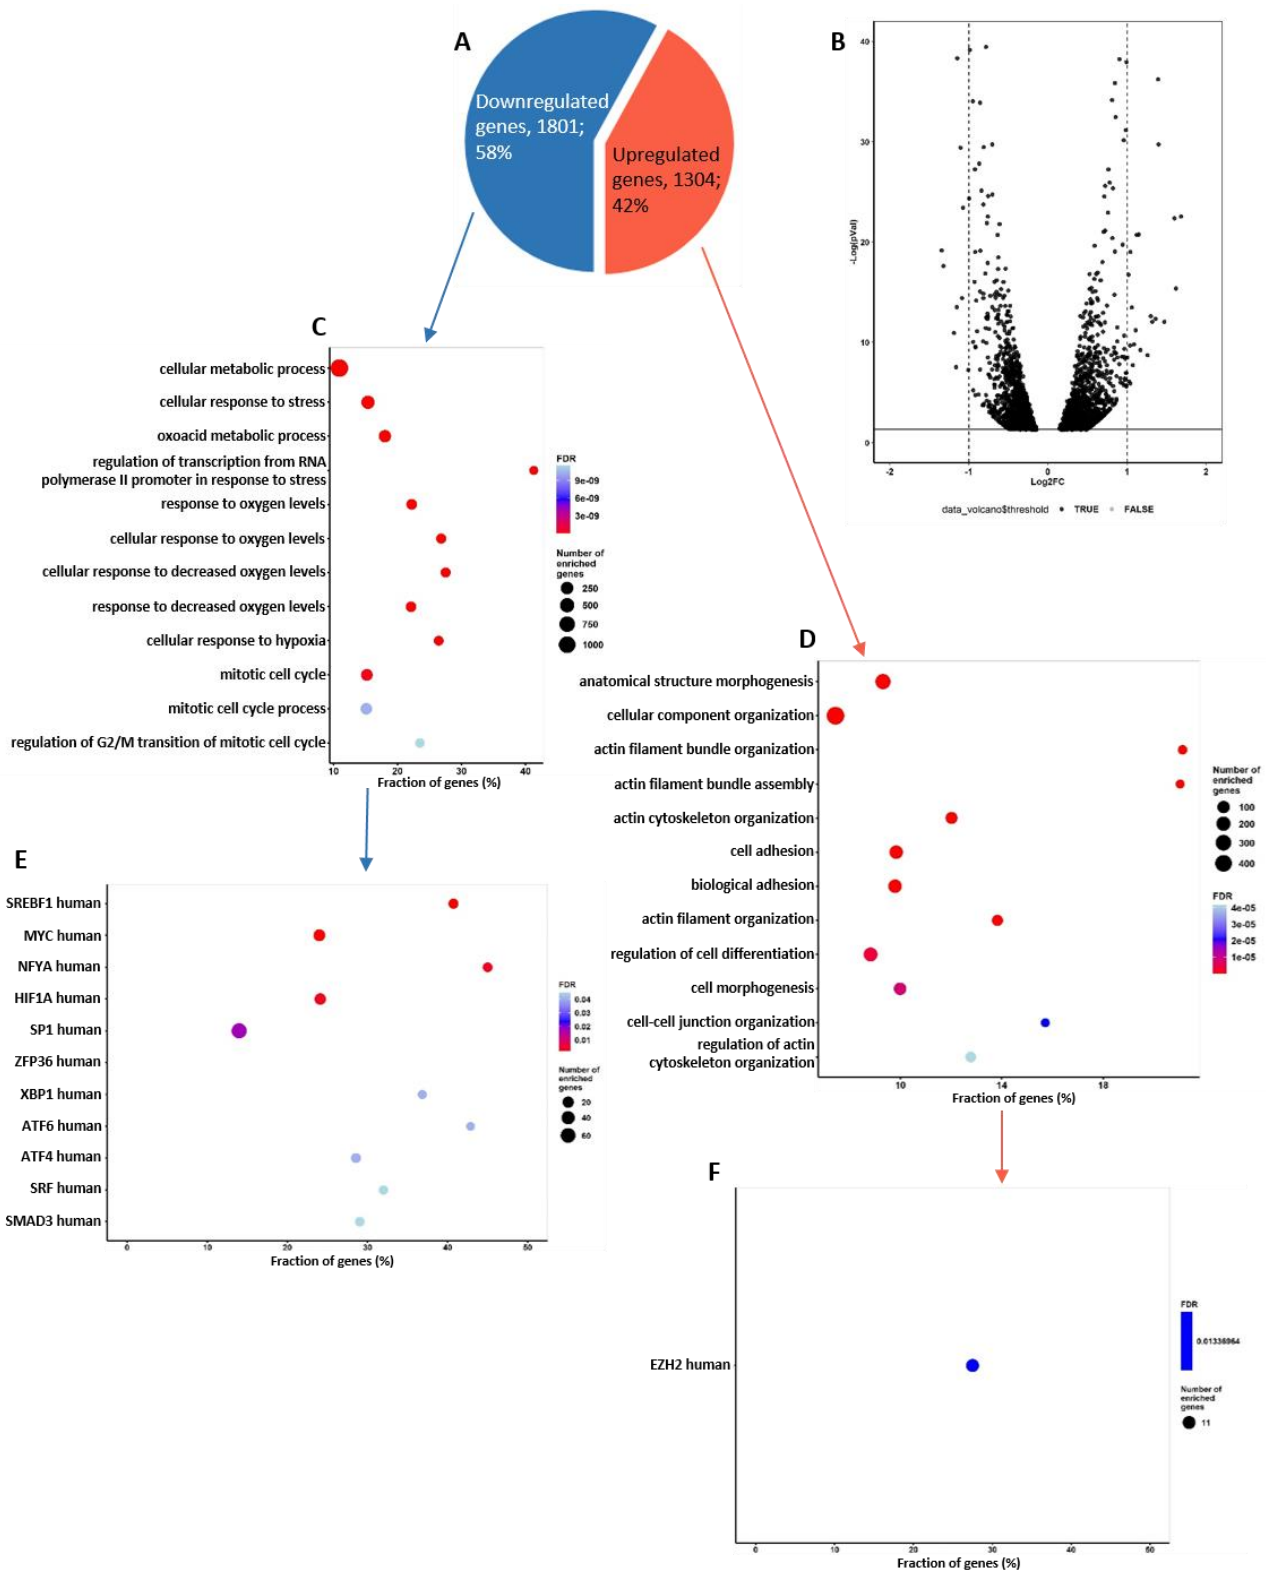 A
Downregulated
genes, 1801;
58%
Upregulated
genes, 1304;
42%
B
40
30
20
10
0
-Log(pVal)
-2
-1
0
1
2
Log2FC
data_volcano$threshold
TRUE
FALSE
C
cellular metabolic process
cellular response to stress
oxoacid metabolic process
regulation of transcription from RNA
polymerase II promoter in response to stress
response to oxygen levels
cellular response to oxygen levels
cellular response to decreased oxygen levels
response to decreased oxygen levels
cellular response to hypoxia
mitotic cell cycle
mitotic cell cycle process
regulation of G2/M transition of mitotic cell cycle
10
20
30
40
Fraction of genes (%)
FDR
9e-09
6e-09
3e-09
Number of
enriched
genes
250
500
750
1000
D
anatomical structure morphogenesis
cellular component organization
actin filament bundle organization
actin filament bundle assembly
actin cytoskeleton organization
cell adhesion
biological adhesion
actin filament organization
regulation of cell differentiation
cell morphogenesis
cell-cell junction organization
regulation of actin
cytoskeleton organization
10
14
18
Fraction of genes (%)
Number of
enriched
genes
100
200
300
400
FDR
4e-05
3e-05
2e-05
1e-05
E
SREBF1 human
MYC human
NFYA human
HIF1A human
SP1 human
ZFP36 human
XBP1 human
ATF6 human
ATF4 human
SRF human
SMAD3 human
0
10
20
30
40
50
Fraction of genes (%)
FDR
0.04
0.03
0.02
0.01
Number of
enriched
genes
20
40
60
F
EZH2 human
0
10
20
30
40
50
Fraction of genes (%)
FDR
0.01336964
Number of
enriched
genes
11